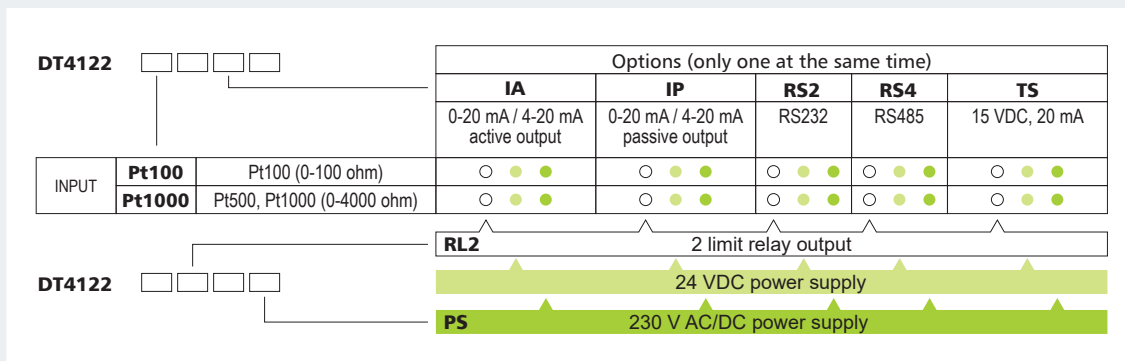 DT4122
Options (only one at the same time)
IA IP RS2 RS4 TS
0-20 mA / 4-20 mA 0-20 mA / 4-20 mA RS232 RS485 15 VDC, 20 mA
active output passive output
INPUT
Pt100 Pt100 (0-100 ohm)
Pt1000 Pt500, Pt1000 (0-4000 ohm)
RL2 2 limit relay output
DT4122
24 VDC power supply
PS 230 V AC/DC power supply